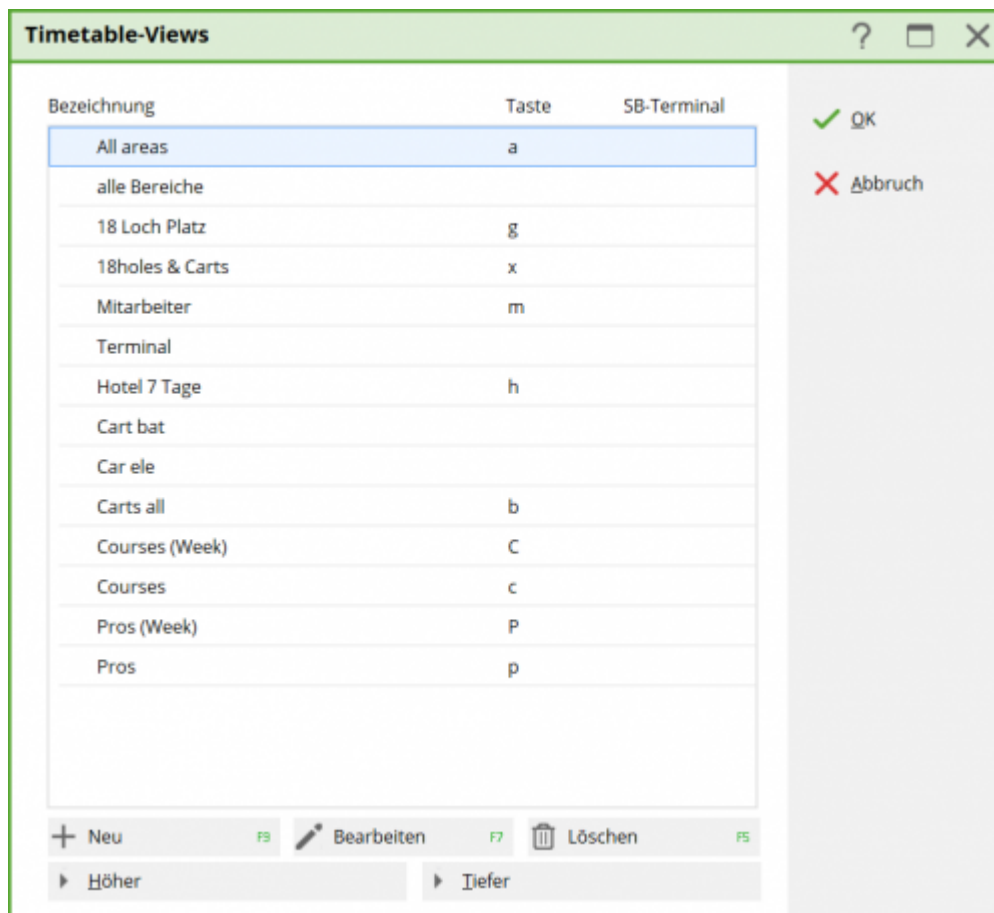 Timetable-Views ?
Bezeichnung Taste SB-Terminal
All areas a
alle Bereiche
18 Loch Platz g
18holes & Carts x
Mitarbeiter m
Terminal
Hotel 7 Tage h
Cart bat
Car ele
Carts all b
Courses (Week) C
Courses c
Pros (Week) P
Pros p
Neu F9 Bearbeiten F7 Löschen F5
Höher Tiefer
OK
Abbruch